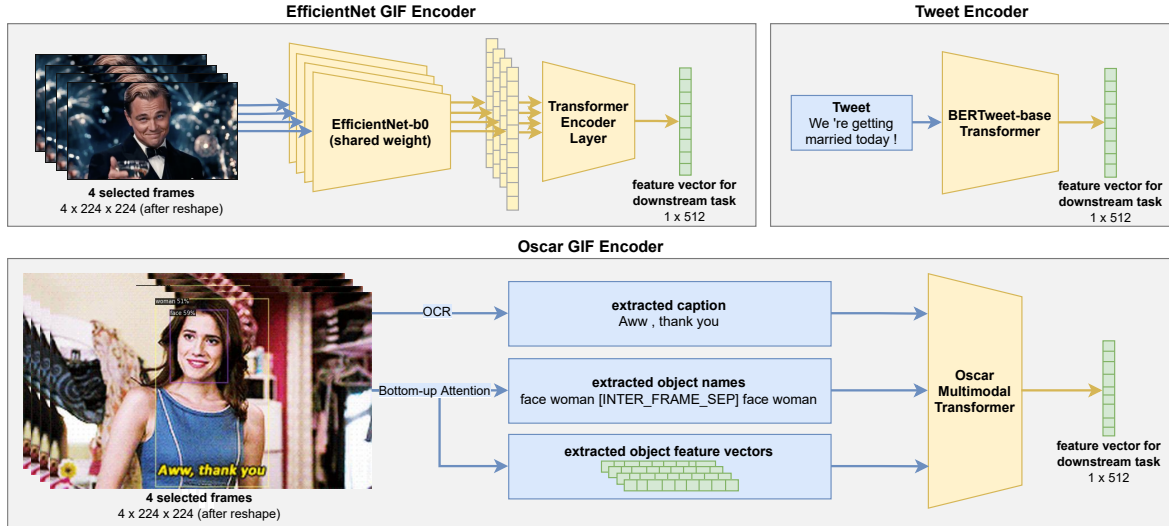 EfficientNet GIF Encoder
EfficientNet-b0
(shared weight)
Transformer
Encoder
Layer
4 selected frames
4 x 224 x 224 (after reshape)
feature vector for
downstream task
1 x 512
Tweet Encoder
Tweet
We 're getting
married today !
BERTweet-base
Transformer
feature vector for
downstream task
1 x 512
Oscar GIF Encoder
woman 51%
face 59%
Aww, thank you
4 selected frames
4 x 224 x 224 (after reshape)
OCR
Bottom-up Attention
extracted caption
Aww , thank you
extracted object names
face woman [INTER_FRAME_SEP] face woman
extracted object feature vectors
Oscar
Multimodal
Transformer
feature vector for
downstream task
1 x 512